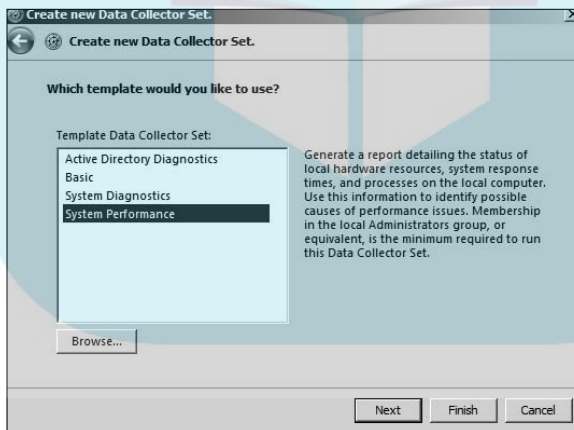 Create new Data Collector Set.
Create new Data Collector Set.
Which template would you like to use?
Template Data Collector Set:
Active Directory Diagnostics
Basic
System Diagnostics
System Performance
Generate a report detailing the status of
local hardware resources, system response
times, and processes on the local computer.
Use this information to identify possible
causes of performance issues. Membership
in the local Administrators group, or
equivalent, is the minimum required to run
this Data Collector Set.
Browse...
Next
Finish
Cancel